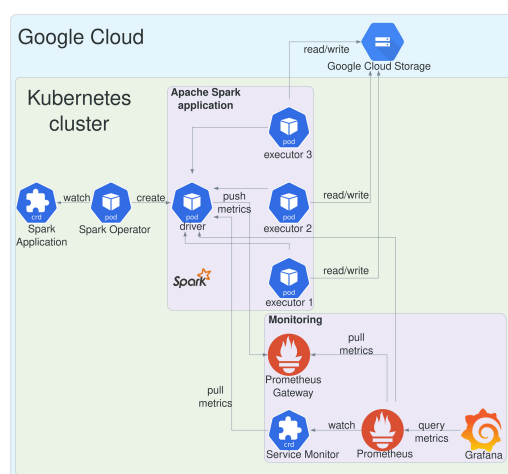 Google Cloud
read/write
Google Cloud Storage
Kubernetes
cluster
Apache Spark
application
pod
executor 3
watch
create
push
metrics
read/write
crd
pod
pod
pod
Spark
Application
Spark Operator
driver
executor 2
Spark
read/write
pod
executor 1
Monitoring
pull
metrics
Prometheus
Gateway
pull
metrics
watch
query
metrics
crd
Service Monitor
Prometheus
Grafana